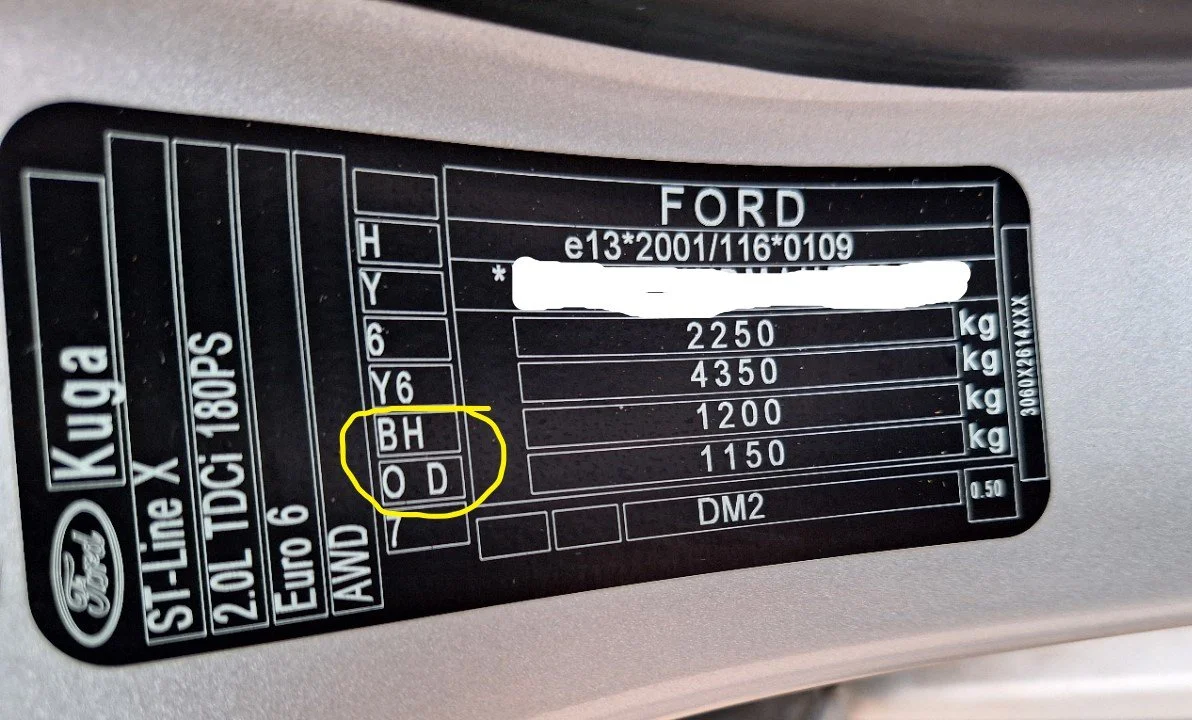 Ford
Kuga
ST-Line X
2.0L TDCi 180PS
Euro 6
AWD
H
Y
6
Y6
BH
O D
7
FORD
e13*2001/116*0109
*
2250 kg
4350 kg
1200 kg
1150 kg
DM2
0.50
3060X2614XXX